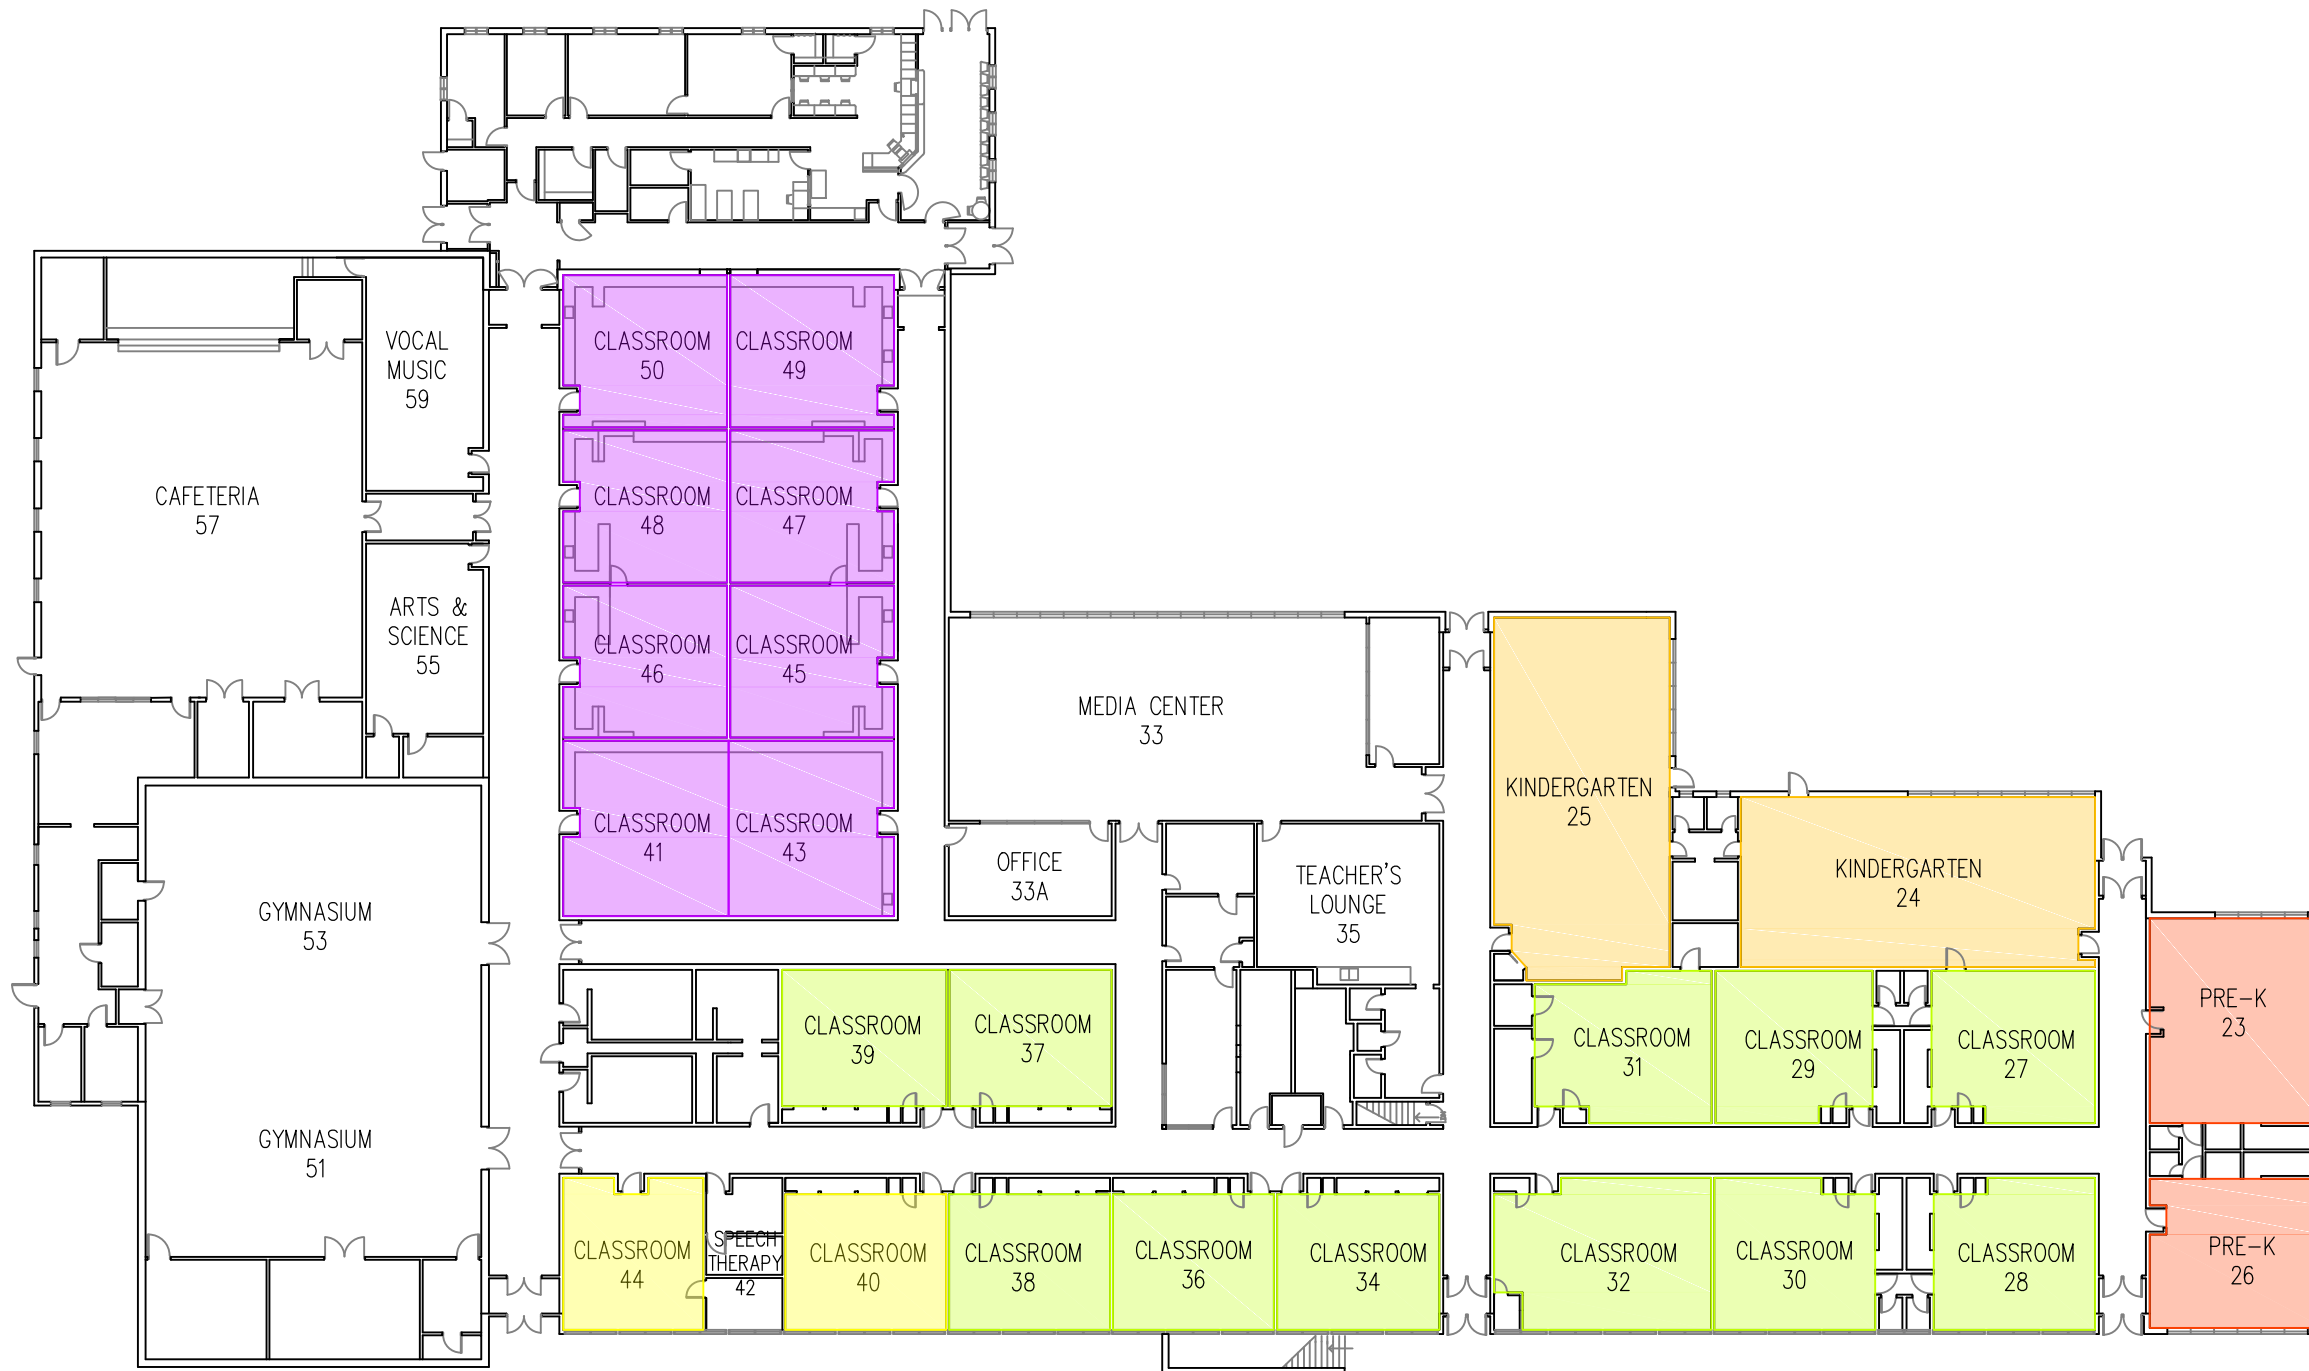 VOCAL
MUSIC
59
CLASSROOM
50
CLASSROOM
49
CAFETERIA
57
CLASSROOM
48
CLASSROOM
47
ARTS &
SCIENCE
55
CLASSROOM
46
CLASSROOM
45
MEDIA CENTER
33
KINDERGARTEN
25
CLASSROOM
41
CLASSROOM
43
OFFICE
33A
TEACHER'S
LOUNGE
35
KINDERGARTEN
24
GYMNASIUM
53
CLASSROOM
39
CLASSROOM
37
CLASSROOM
31
CLASSROOM
29
CLASSROOM
27
PRE-K
23
GYMNASIUM
51
CLASSROOM
44
SPEECH
THERAPY
42
CLASSROOM
40
CLASSROOM
38
CLASSROOM
36
CLASSROOM
34
CLASSROOM
32
CLASSROOM
30
CLASSROOM
28
PRE-K
26